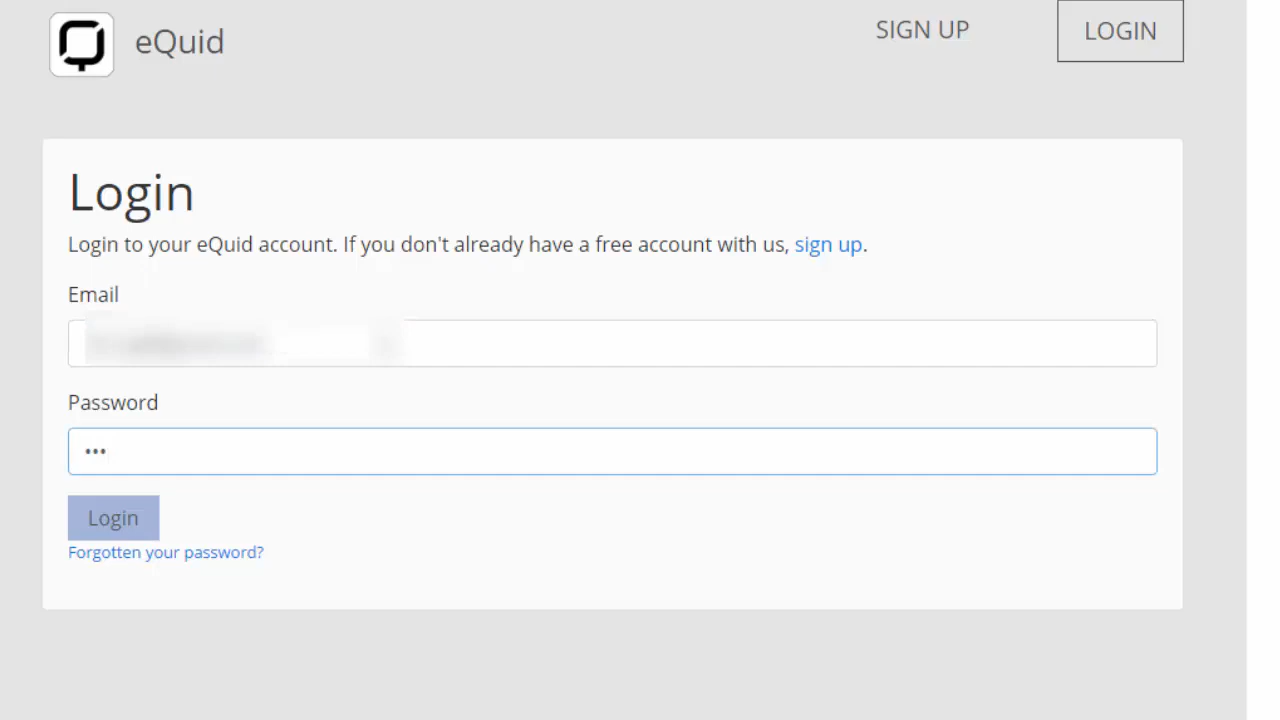 eQuid
SIGN UP
LOGIN
Login
Login to your eQuid account. If you don't already have a free account with us, sign up.
Email
Password
•••
Login
Forgotten your password?